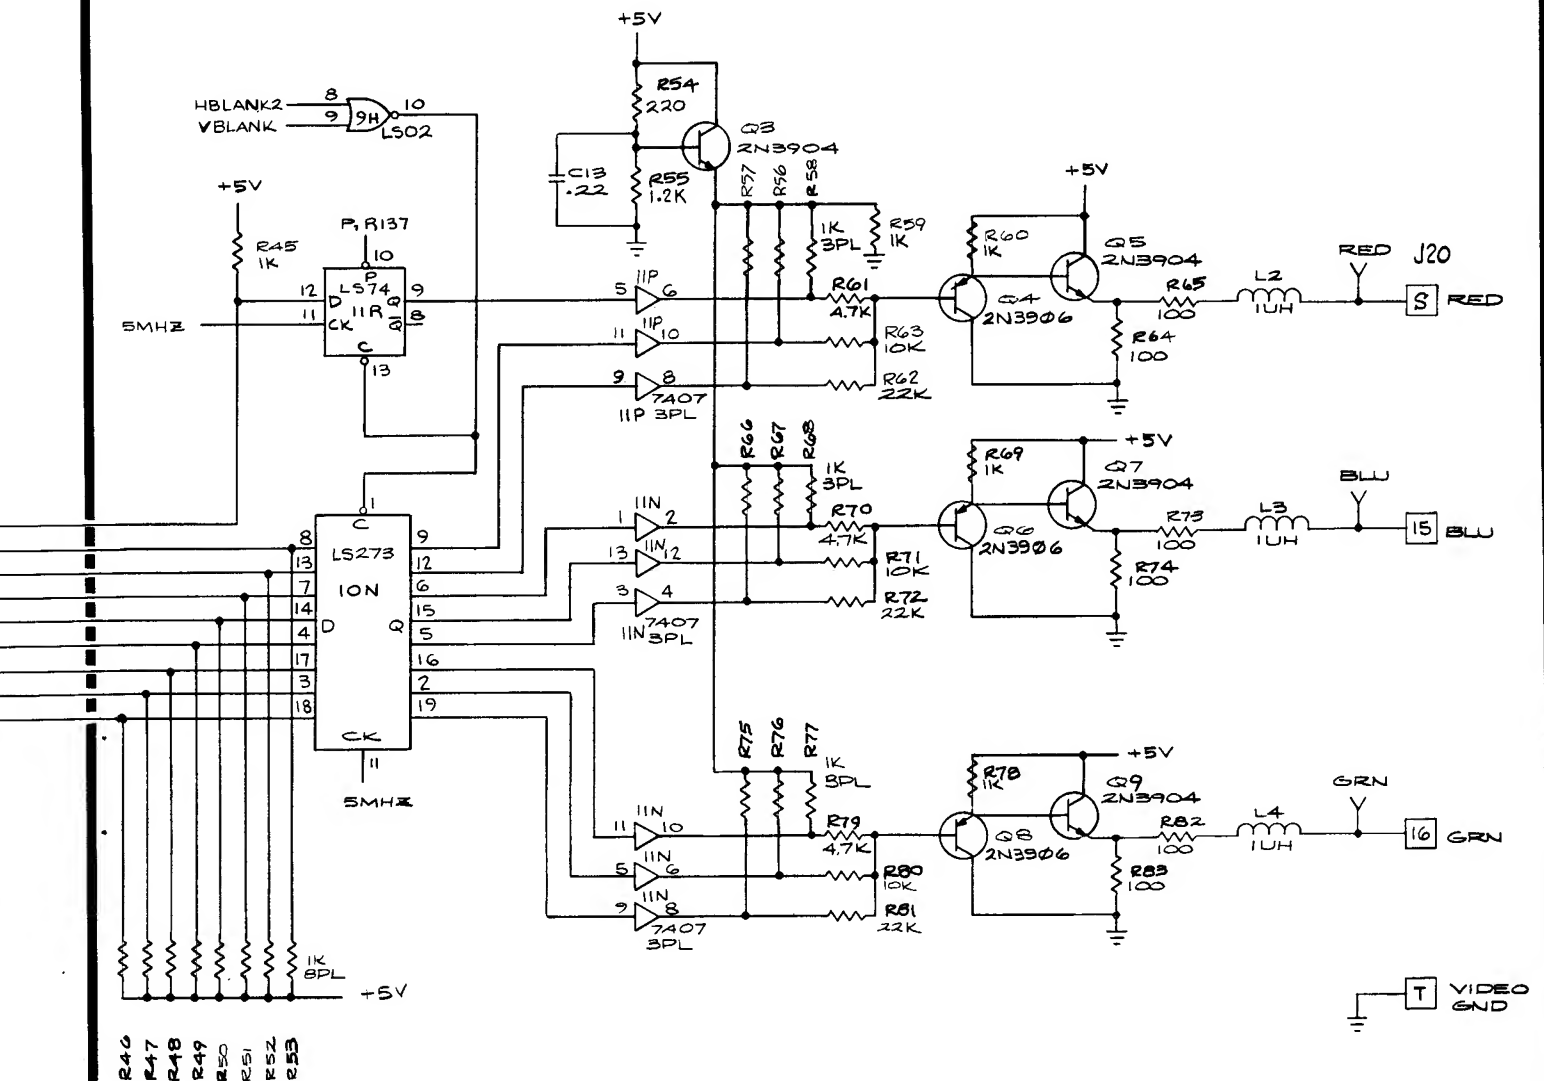 +5V
R54
220
HBLANK2
8
10
9H
VBLANK
9
LS02
Q3
2N3904
C13
.22
R55
1.2K
R57
R56
R58
+5V
+5V
P, R137
10
R45
1K
1K
3PL
R59
1K
R60
1K
Q5
2N3904
RED
J20
12
D
P
LS74
Q
9
11R
11
CK
Q
8
5MHZ
C
13
5
11P
6
R61
4.7K
Q4
2N3906
R65
100
L2
1UH
S
RED
11
11P
10
R63
10K
R64
100
9
8
7407
11P
3PL
R62
22K
R66
R67
R68
+5V
R69
1K
Q7
2N3904
BLU
1K
3PL
1
C
1
11N
2
R70
4.7K
Q6
2N3906
R73
100
L3
1UH
15
BLU
8
LS273
9
13
11N
12
R71
10K
R74
100
13
12
7
10N
6
3
4
7407
11N
3PL
R72
22K
14
D
Q
15
4
5
17
16
3
2
18
19
CK
11
5MHZ
R75
R76
R77
1K
3PL
+5V
R78
1K
Q9
2N3904
GRN
11
11N
10
R79
4.7K
Q8
2N3906
R82
100
L4
1UH
16
GRN
5
11N
6
R80
10K
R83
100
9
11N
8
7407
3PL
R81
22K
1K
8PL
+5V
T
VIDEO
GND
R46
R47
R48
R49
R50
R51
R52
R53